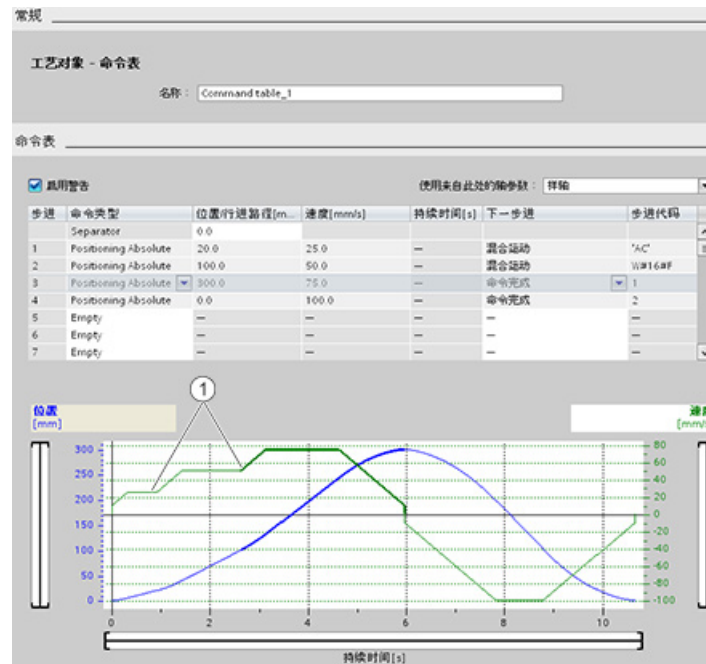 常规
工艺对象 - 命令表
名称： Command table_1
命令表
启用警告 使用来自此处的轴参数： 样轴
步进 命令类型 位置/行进路径[m... 速度[mm/s] 持续时间[s] 下一步进 步进代码
Separator 0.0
1 Positioning Absolute 20.0 25.0 — 混合运动 'AC'
2 Positioning Absolute 100.0 50.0 — 混合运动 W#16#F
3 Positioning Absolute 300.0 75.0 — 命令完成 1
4 Positioning Absolute 0.0 100.0 — 命令完成 2
5 Empty — — — — —
6 Empty — — — — —
7 Empty — — — — —
1
位置 速度
[mm] [mm/s
300 80
250 60
200 40
150 20
100 0
50 -20
0 -40
-60
-80
-100
0 2 4 6 8 10
持续时间[s]